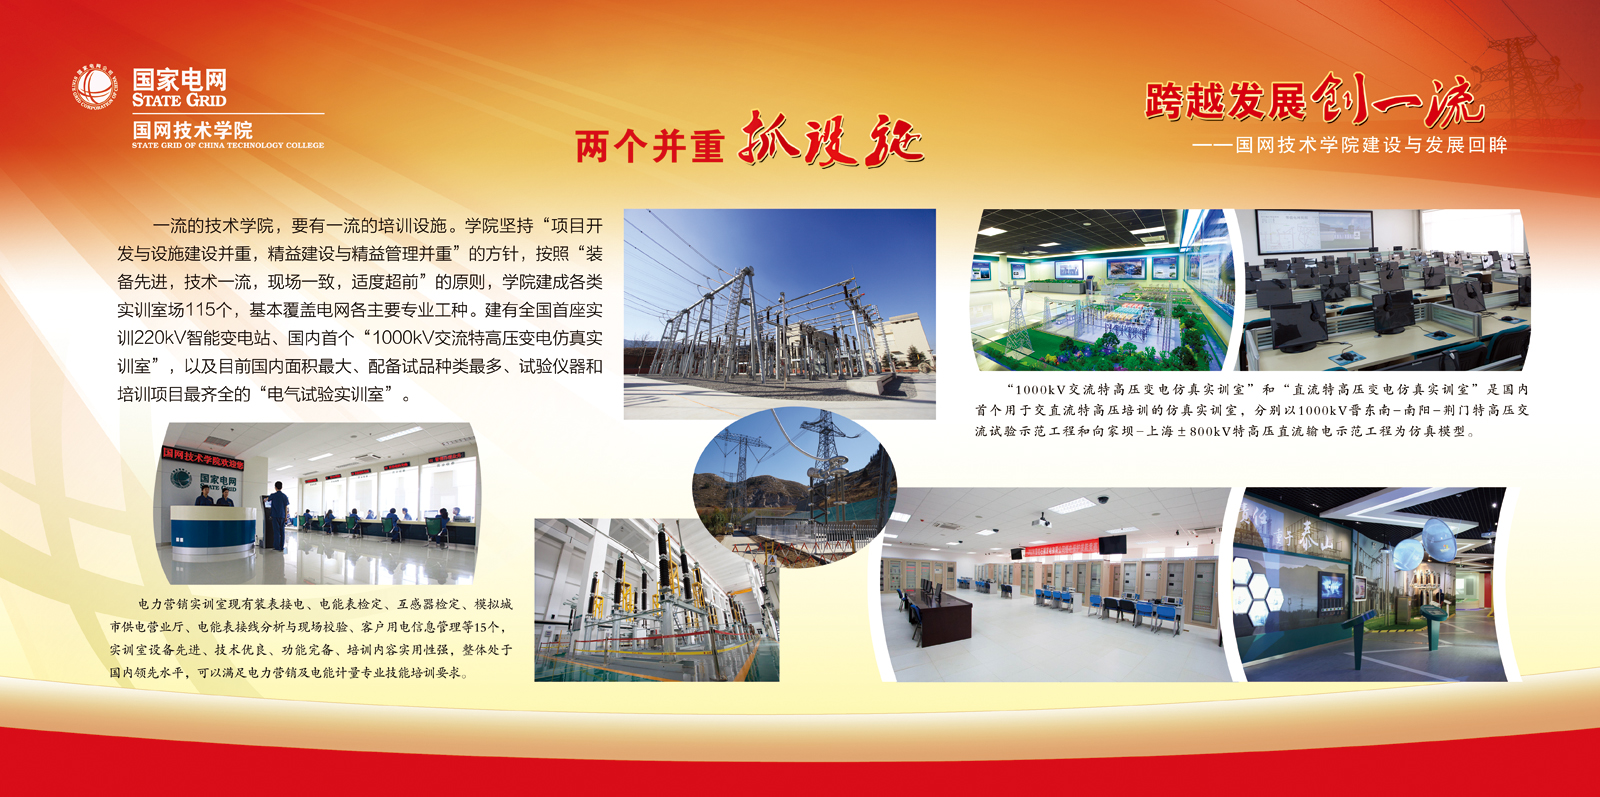 国家电网
STATE GRID
国网技术学院
STATE GRID OF CHINA TECHNOLOGY COLLEGE
两个并重 抓设施
跨越发展创一流
——国网技术学院建设与发展回眸
一流的技术学院，要有一流的培训设施。学院坚持“项目开
发与设施建设并重，精益建设与精益管理并重”的方针，按照“装
备先进，技术一流，现场一致，适度超前”的原则，学院建成各类
实训室场115个，基本覆盖电网各主要专业工种。建有全国首座实
训220kV智能变电站、国内首个“1000kV交流特高压变电仿真实
训室”，以及目前国内面积最大、配备试品种类最多、试验仪器和
培训项目最齐全的“电气试验实训室”。
国网技术学院欢迎您
国家电网
STATE GRID
电力营销实训室现有装表接电、电能表检定、互感器检定、模拟城
市供电营业厅、电能表接线分析与现场校验、客户用电信息管理等15个，
实训室设备先进、技术优良、功能完备、培训内容实用性强，整体处于
国内领先水平，可以满足电力营销及电能计量专业技能培训要求。
“1000kV交流特高压变电仿真实训室”和“直流特高压变电仿真实训室”是国内
首个用于交直流特高压培训的仿真实训室，分别以1000kV晋东南-南阳-荆门特高压交
流试验示范工程和向家坝-上海±800kV特高压直流输电示范工程为仿真模型。
泰山